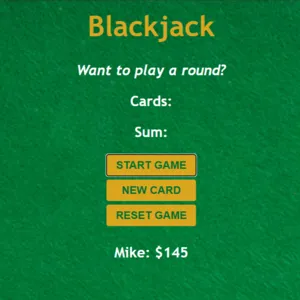 Blackjack
Want to play a round?
Cards:
Sum:
START GAME
NEW CARD
RESET GAME
Mike: $145